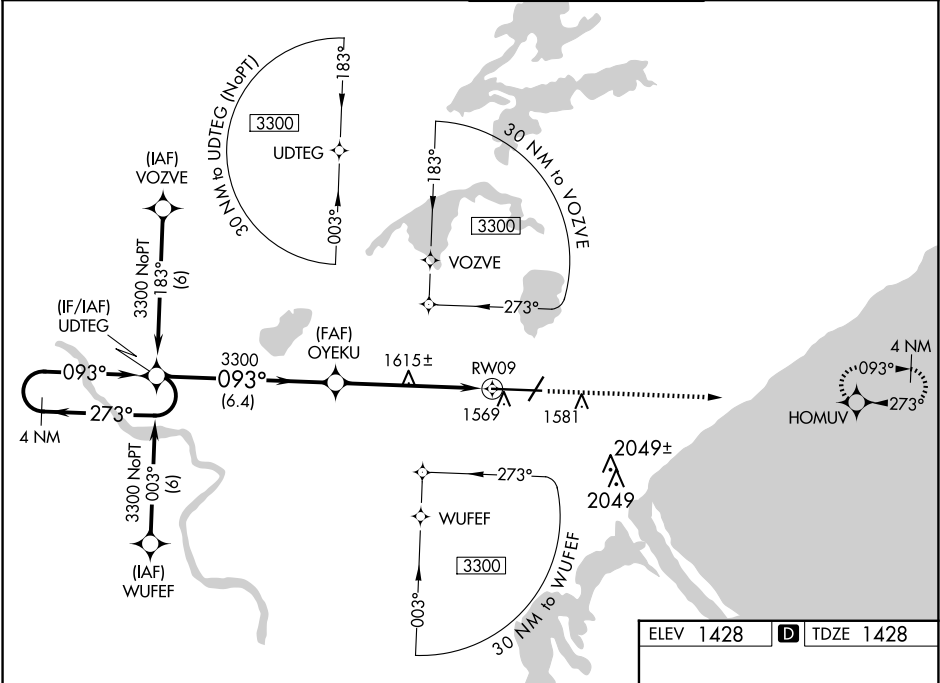 30 NM to UDTEG (NoPT)
183°
3300
UDTEG
003°
30 NM to VOZVE
183°
3300
VOZVE
273°
(IAF)
VOZVE
3300 NoPT
183°
(6)
(IF/IAF)
UDTEG
093°
273°
4 NM
3300
093°
(6.4)
(FAF)
OYEKU
1615±
RW09
1569
1581
4 NM
093°
273°
HOMUV
3300 NoPT
003°
(6)
(IAF)
WUFEF
2049±
2049
273°
WUFEF
3300
003°
30 NM to WUFEF
ELEV 1428 D TDZE 1428